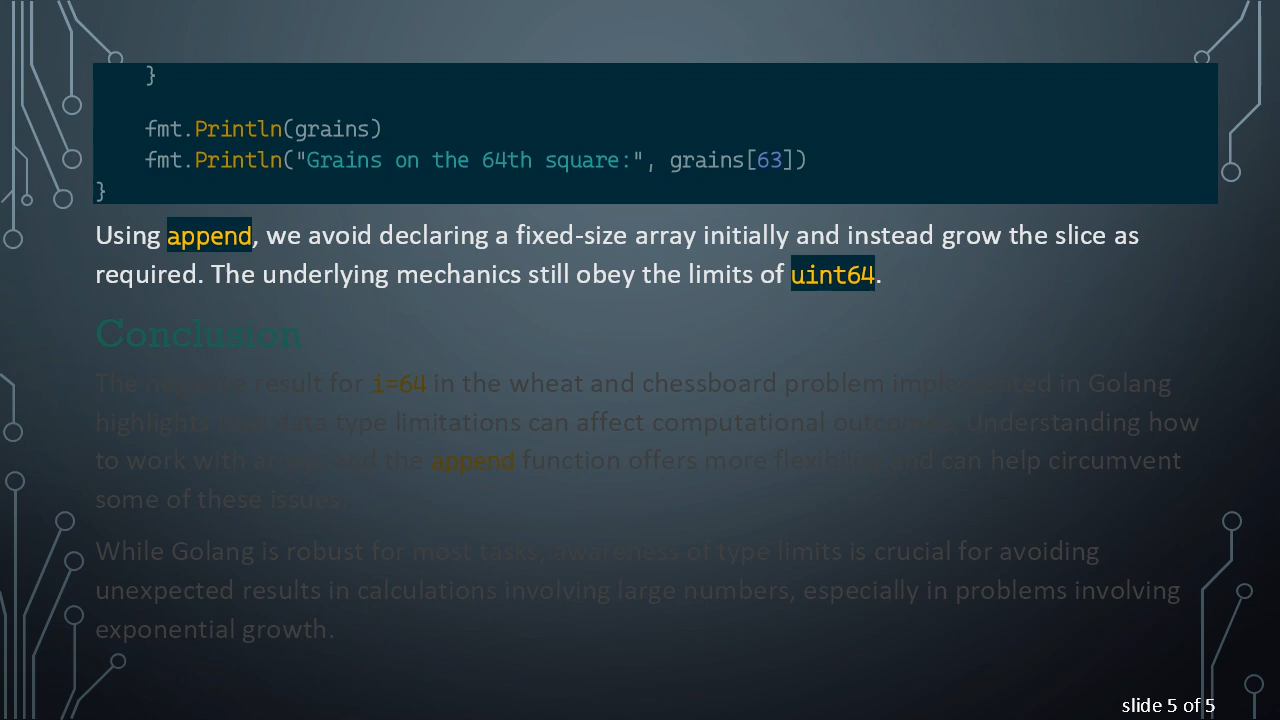 }
fmt.Println(grains)
fmt.Println("Grains on the 64th square:", grains[63])
}
Using append, we avoid declaring a fixed-size array initially and instead grow the slice as
required. The underlying mechanics still obey the limits of uint64.
Conclusion
The negative result for i=64 in the wheat and chessboard problem implemented in Golang
highlights how data type limitations can affect computational outcomes. Understanding how
to work with arrays and the append function offers more flexibility and can help circumvent
some of these issues.
While Golang is robust for most tasks, awareness of type limits is crucial for avoiding
unexpected results in calculations involving large numbers, especially in problems involving
exponential growth.
slide 5 of 5